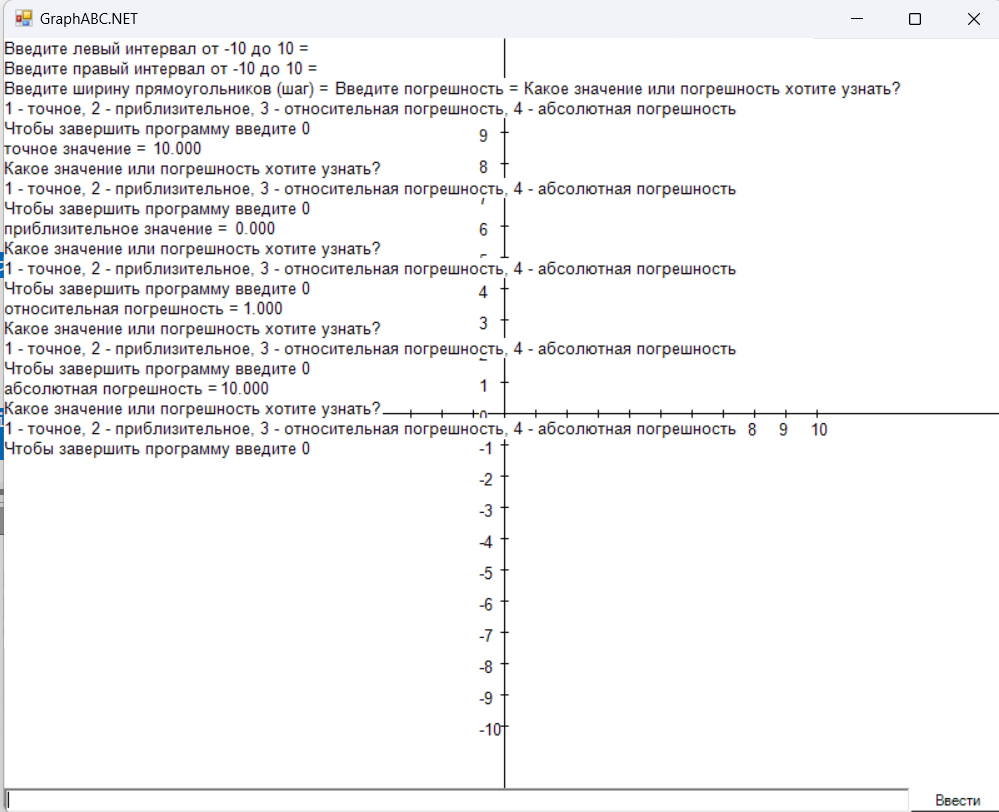 GraphABC.NET
Введите левый интервал от -10 до 10 =
Введите правый интервал от -10 до 10 =
Введите ширину прямоугольников (шаг) = Введите погрешность = Какое значение или погрешность хотите узнать?
1 - точное, 2 - приблизительное, 3 - относительная погрешность, 4 - абсолютная погрешность
Чтобы завершить программу введите 0
9
точное значение = 10.000
Какое значение или погрешность хотите узнать?
8
1 - точное, 2 - приблизительное, 3 - относительная погрешность, 4 - абсолютная погрешность
Чтобы завершить программу введите 0
приблизительное значение = 0.000
6
Какое значение или погрешность хотите узнать?
1 - точное, 2 - приблизительное, 3 - относительная погрешность, 4 - абсолютная погрешность
Чтобы завершить программу введите 0
4
относительная погрешность = 1.000
Какое значение или погрешность хотите узнать?
3
1 - точное, 2 - приблизительное, 3 - относительная погрешность, 4 - абсолютная погрешность
Чтобы завершить программу введите 0
абсолютная погрешность = 10.000
1
Какое значение или погрешность хотите узнать?
1 - точное, 2 - приблизительное, 3 - относительная погрешность, 4 - абсолютная погрешность 8 9 10
Чтобы завершить программу введите 0
-1
-2
-3
-4
-5
-6
-7
-8
-9
-10
Ввести